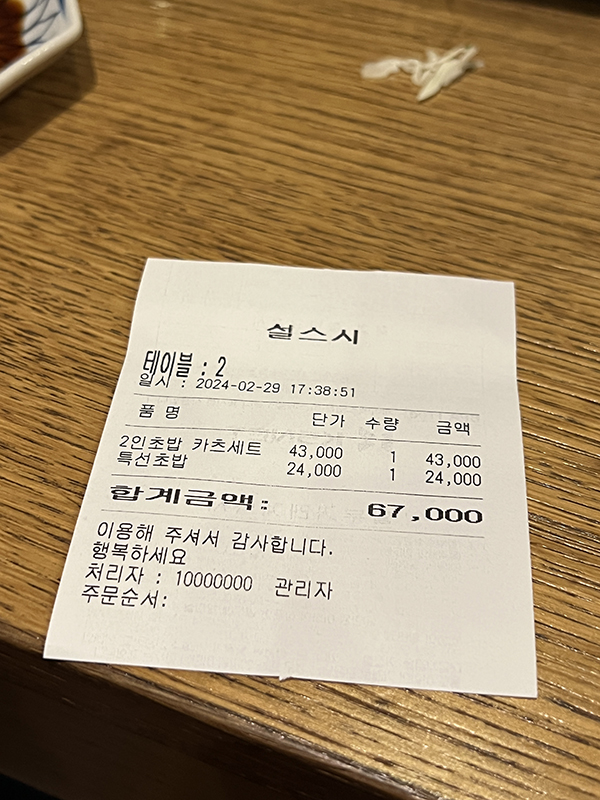 설스시
테이블 : 2
일시 : 2024-02-29 17:38:51
품 명 단가 수량 금액
2인초밥 카츠세트 43,000 1 43,000
특선초밥 24,000 1 24,000
합계금액: 67,000
이용해 주셔서 감사합니다.
행복하세요
처리자 : 10000000 관리자
주문순서: